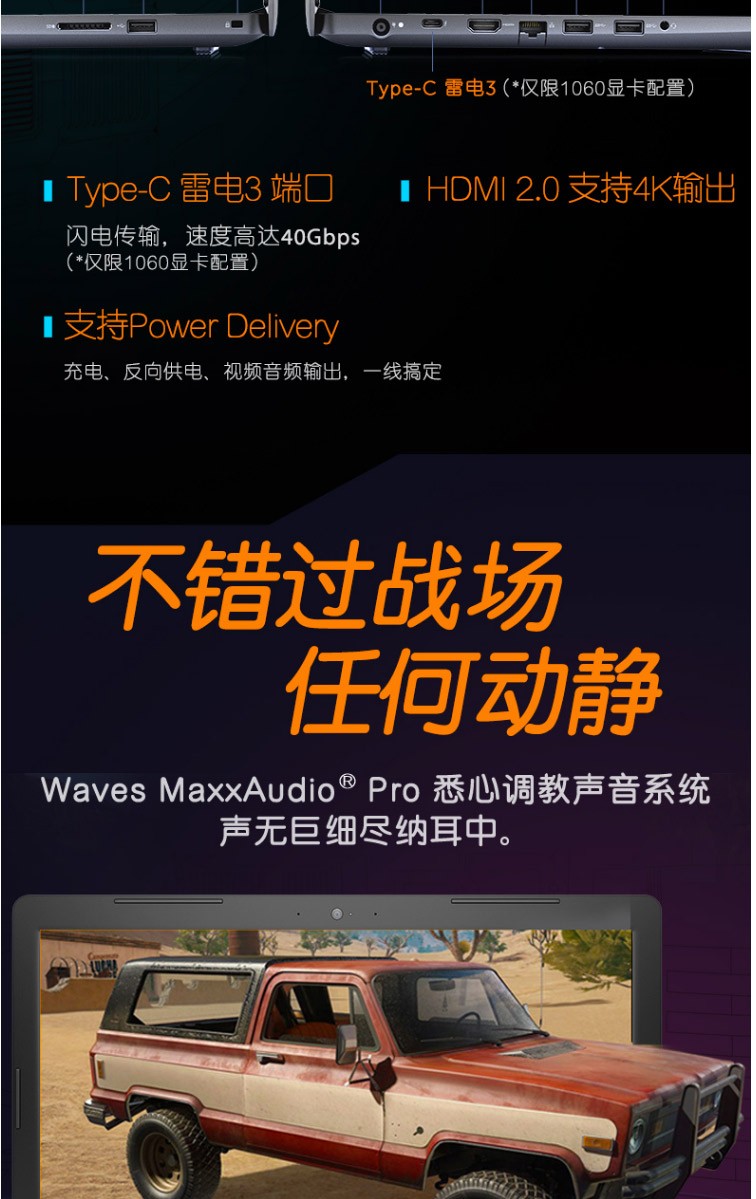 Type-C 雷电3（*仅限1060显卡配置）
Type-C 雷电3 端口
HDMI 2.0 支持4K输出
闪电传输，速度高达40Gbps
（*仅限1060显卡配置）
支持Power Delivery
充电、反向供电、视频音频输出，一线搞定
不错过战场
任何动静
Waves MaxxAudio® Pro 悉心调教声音系统
声无巨细尽纳耳中。